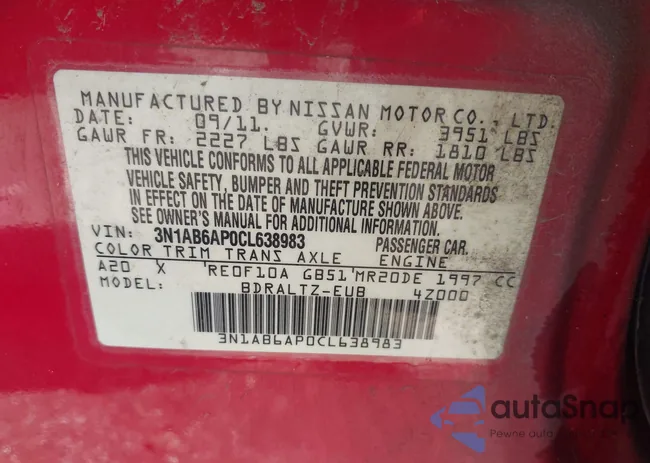 MANUFACTURED BY NISSAN MOTOR CO., LTD.
DATE: 09/11. GVWR: 3951 LBS
GAWR FR: 2227 LBS GAWR RR: 1810 LBS
THIS VEHICLE CONFORMS TO ALL APPLICABLE FEDERAL MOTOR
VEHICLE SAFETY, BUMPER AND THEFT PREVENTION STANDARDS
IN EFFECT ON THE DATE OF MANUFACTURE SHOWN ABOVE.
SEE OWNER'S MANUAL FOR ADDITIONAL INFORMATION.
VIN: 3N1AB6AP0CL638983 PASSENGER CAR.
COLOR TRIM TRANS AXLE ENGINE
A20 X 'RE0F10A GB51'MR20DE 1997 CC
MODEL: BDRALTZ-EUB 4Z000
3N1AB6AP0CL638983
autoSnap
Pewne auto